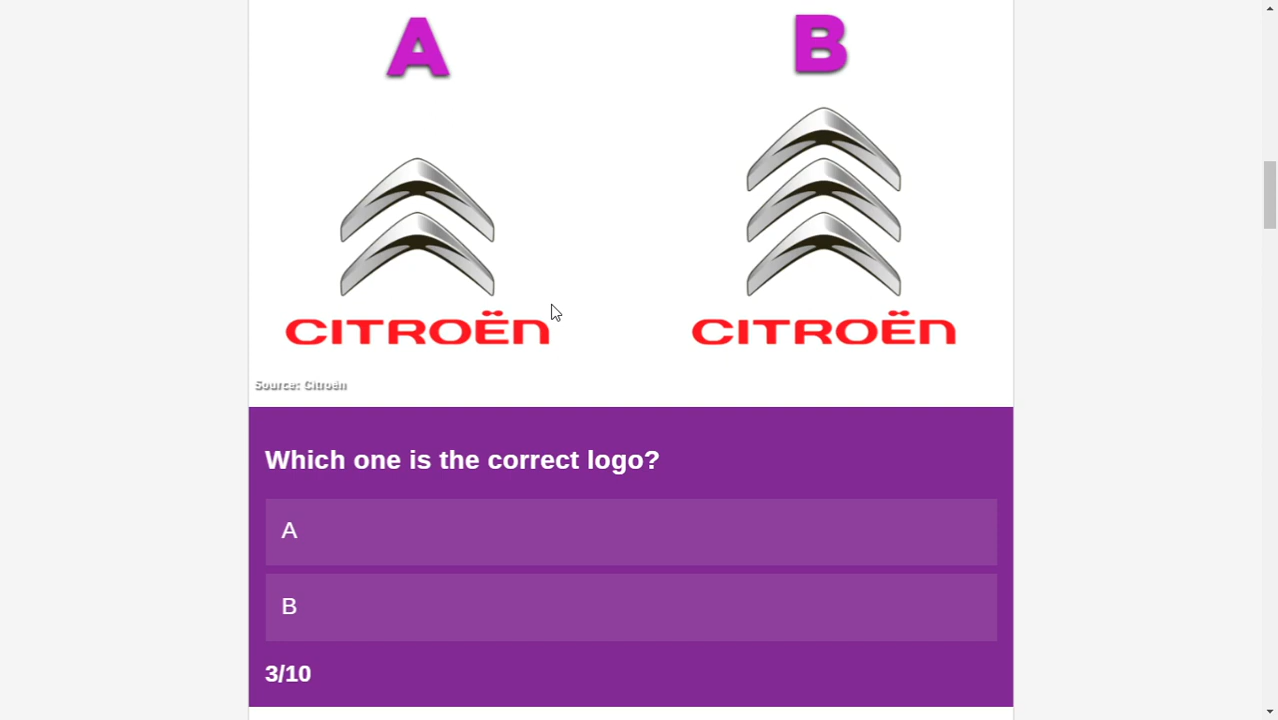 A
B
CITROËN
CITROËN
Source: Citroën
Which one is the correct logo?
A
B
3/10